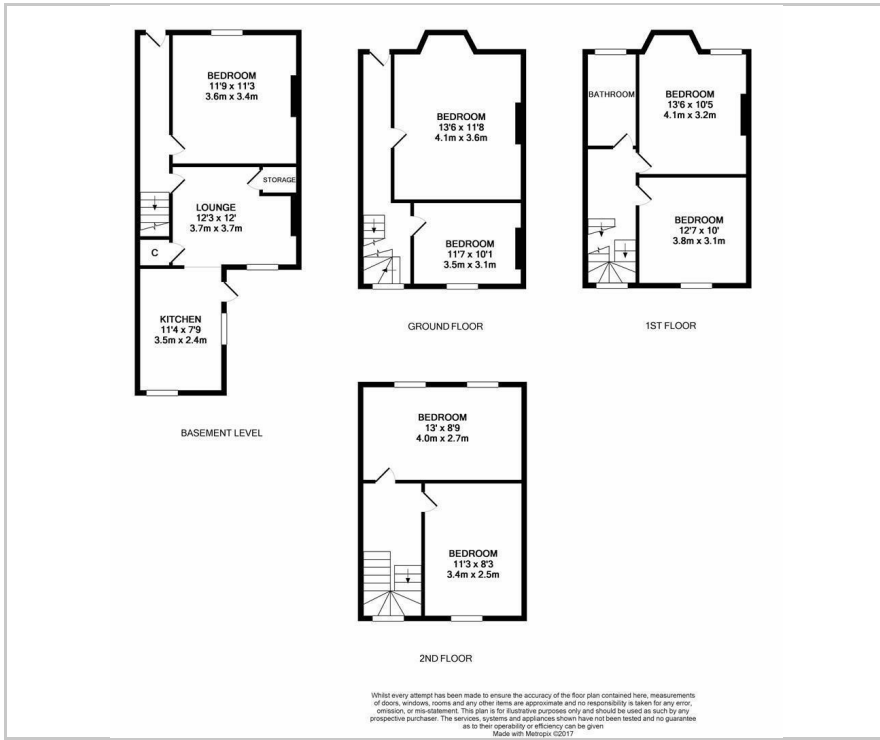 BEDROOM
11'9 x 11'3
3.6m x 3.4m
STORAGE
LOUNGE
12'3 x 12'
3.7m x 3.7m
C
KITCHEN
11'4 x 7'9
3.5m x 2.4m
BASEMENT LEVEL
BEDROOM
13'6 x 11'8
4.1m x 3.6m
BEDROOM
11'7 x 10'1
3.5m x 3.1m
GROUND FLOOR
BATHROOM
BEDROOM
13'6 x 10'5
4.1m x 3.2m
BEDROOM
12'7 x 10'
3.8m x 3.1m
1ST FLOOR
BEDROOM
13' x 8'9
4.0m x 2.7m
BEDROOM
11'3 x 8'3
3.4m x 2.5m
2ND FLOOR
Whilst every attempt has been made to ensure the accuracy of the floor plan contained here, measurements
of doors, windows, rooms and any other items are approximate and no responsibility is taken for any error,
omission, or mis-statement. This plan is for illustrative purposes only and should be used as such by any
prospective purchaser. The services, systems and appliances shown have not been tested and no guarantee
as to their operability or efficiency can be given
Made with Metropix ©2017